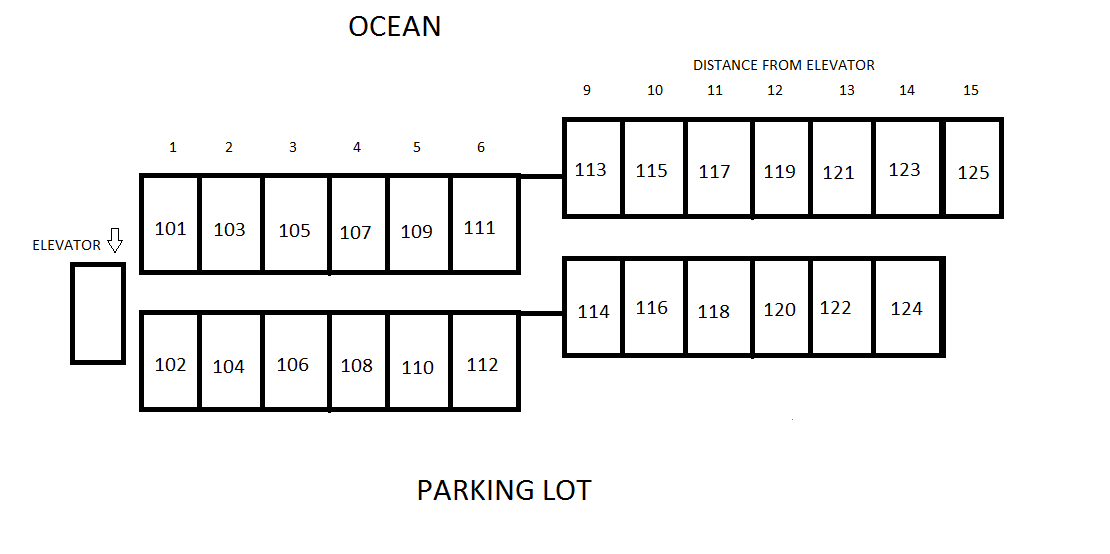 OCEAN
DISTANCE FROM ELEVATOR
9 10 11 12 13 14 15
1 2 3 4 5 6
113 115 117 119 121 123 125
101 103 105 107 109 111
ELEVATOR
114 116 118 120 122 124
102 104 106 108 110 112
PARKING LOT